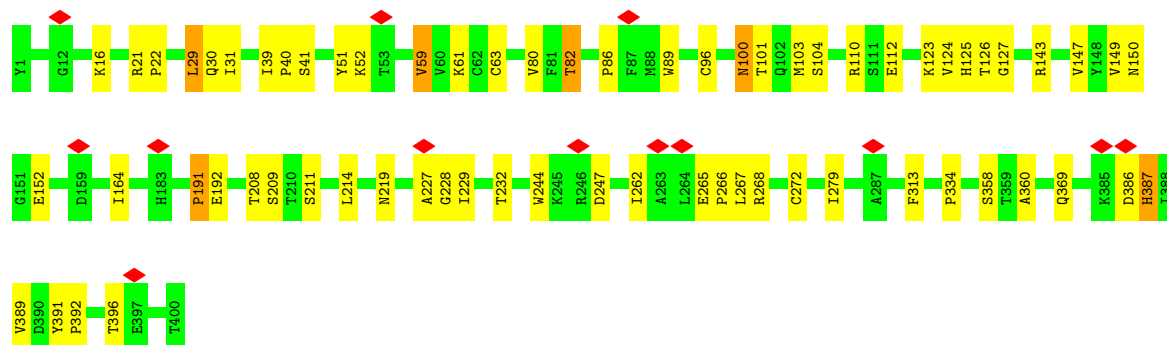 Y1 G12 K16 R21 P22 L29 Q30 I31 I39 P40 S41 Y51 K52 T53 V59 V60 K61 C62 C63 V80 F81 T82 P86 F87 M88 W89 C96 N100 T101 Q102 M103 S104 R110 S111 E112 K123 V124 H125 T126 G127 R143 V147 Y148 V149 N150
G151 E152 D159 I164 H183 P191 E192 T208 S209 T210 S211 L214 N219 A227 G228 I229 T232 W244 K245 R246 D247 I262 A263 L264 E265 P266 L267 R268 C272 I279 A287 F313 P334 S358 T359 A360 Q369 K385 D386 H387 I388
V389 D390 Y391 P392 T396 E397 T400